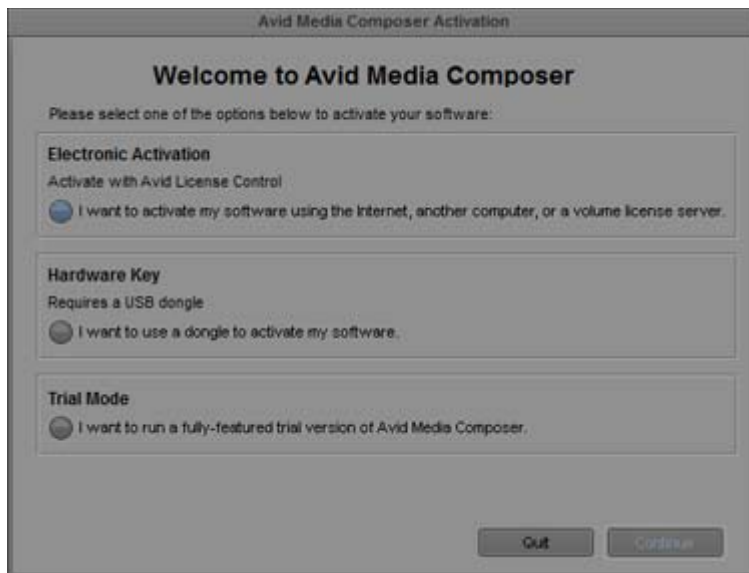 Avid Media Composer Activation
Welcome to Avid Media Composer
Please select one of the options below to activate your software:
Electronic Activation
Activate with Avid License Control
I want to activate my software using the Internet, another computer, or a volume license server.
Hardware Key
Requires a USB dongle
I want to use a dongle to activate my software.
Trial Mode
I want to run a fully-featured trial version of Avid Media Composer.
Quit Continue